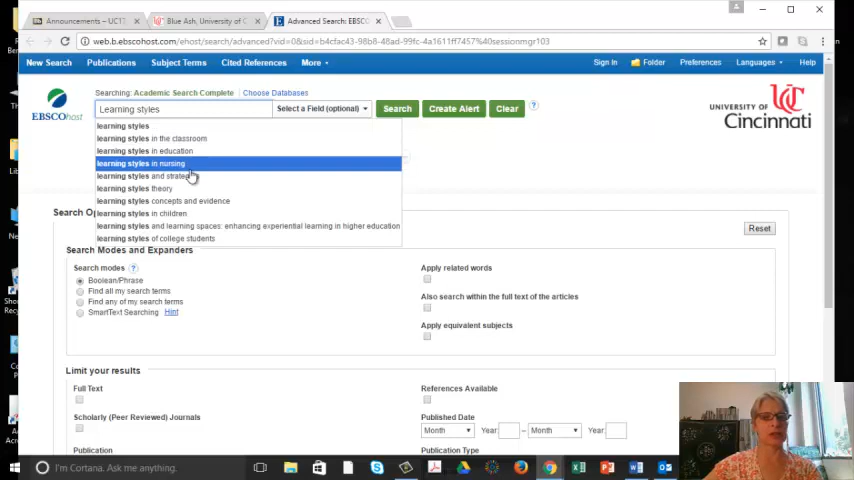 Announcements – UC1T
Blue Ash, University of C
Advanced Search: EBSCO
web.b.ebscohost.com/ehost/search/advanced?vid=0&sid=b4cfac43-98b8-48ad-99fc-4a1611ff7457%40sessionmgr103
New Search
Publications
Subject Terms
Cited References
More
Sign In
Folder
Preferences
Languages
Help
Searching: Academic Search Complete
Choose Databases
EBSCOhost
Learning styles
Select a Field (optional)
Search
Create Alert
Clear
?
UNIVERSITY OF
Cincinnati
learning styles
learning styles in the classroom
learning styles in education
learning styles in nursing
learning styles and strategies
learning styles theory
learning styles concepts and evidence
learning styles in children
learning styles and learning spaces: enhancing experiential learning in higher education
learning styles of college students
Reset
Search Modes and Expanders
Search modes ?
Boolean/Phrase
Find all my search terms
Find any of my search terms
SmartText Searching Hint
Apply related words
Also search within the full text of the articles
Apply equivalent subjects
Limit your results
Full Text
Scholarly (Peer Reviewed) Journals
Publication
References Available
Published Date
Month
Year:
–
Month
Year:
Publication Type
I'm Cortana. Ask me anything.